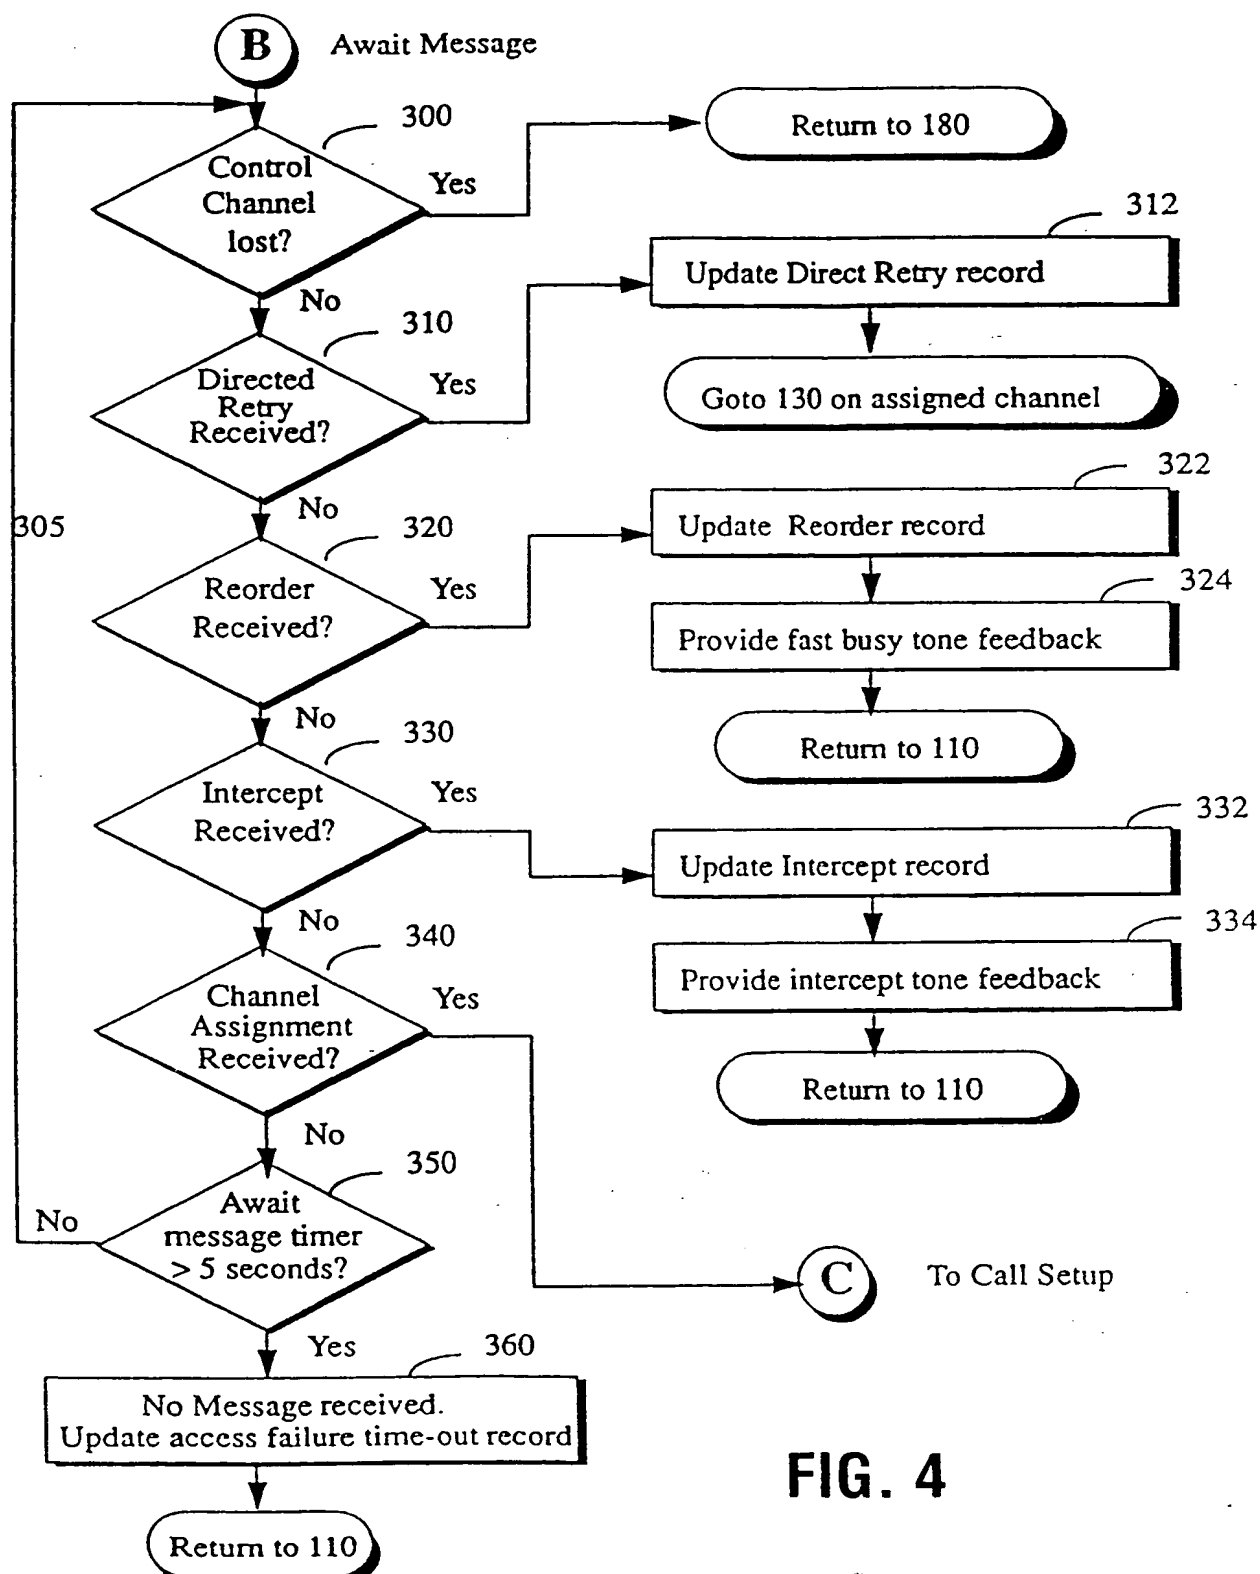 B
Await Message
300
Control
Channel
lost?
Yes
Return to 180
No
312
Update Direct Retry record
310
Directed
Retry
Received?
Yes
Goto 130 on assigned channel
No
305
322
Update Reorder record
320
Reorder
Received?
Yes
324
Provide fast busy tone feedback
No
Return to 110
330
Intercept
Received?
Yes
332
Update Intercept record
No
334
340
Channel
Assignment
Received?
Yes
Provide intercept tone feedback
Return to 110
No
350
Await
message timer
> 5 seconds?
No
C
To Call Setup
Yes
360
No Message received.
Update access failure time-out record
FIG. 4
Return to 110